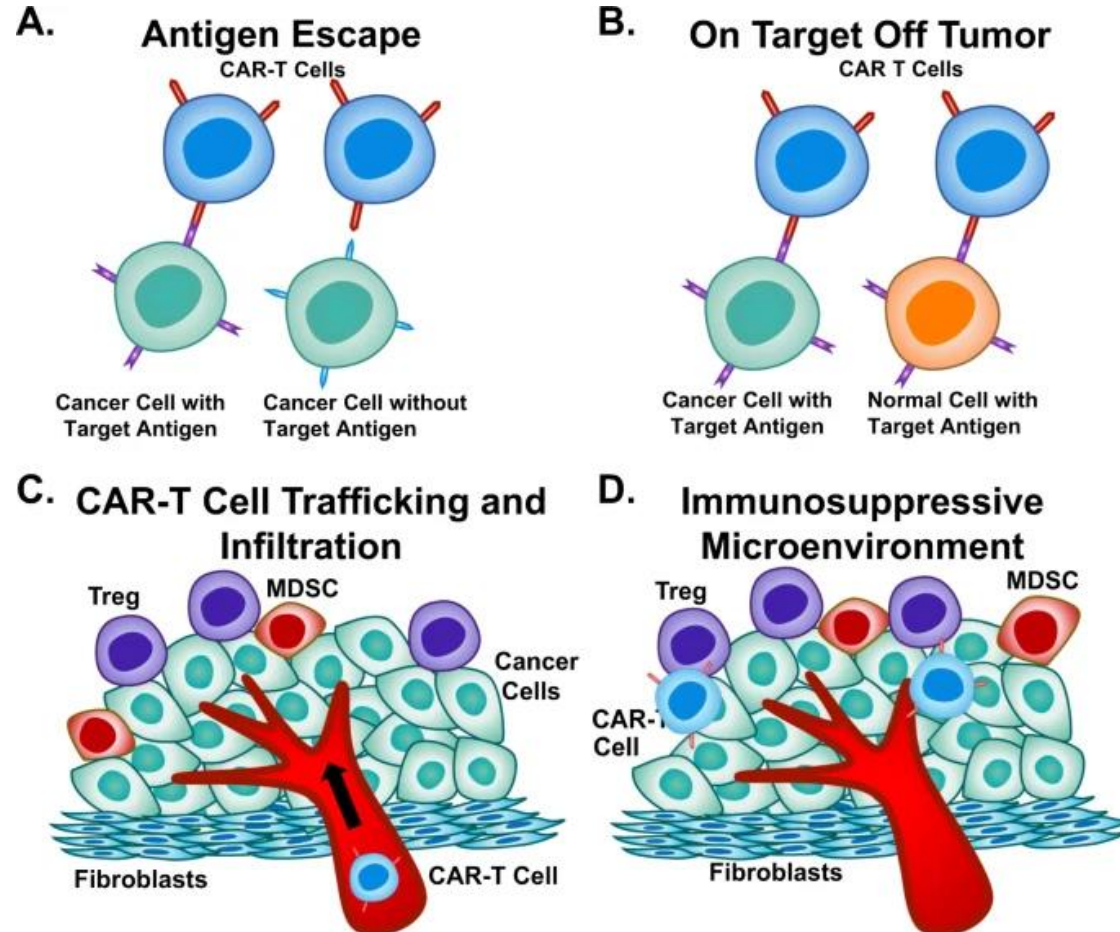 A.
Antigen Escape
CAR-T Cells
Cancer Cell with
Target Antigen
Cancer Cell without
Target Antigen
B.
On Target Off Tumor
CAR T Cells
Cancer Cell with
Target Antigen
Normal Cell with
Target Antigen
C.
CAR-T Cell Trafficking and
Infiltration
Treg
MDSC
Cancer
Cells
Fibroblasts
CAR-T Cell
D.
Immunosuppressive
Microenvironment
Treg
MDSC
CAR-T
Cell
Fibroblasts